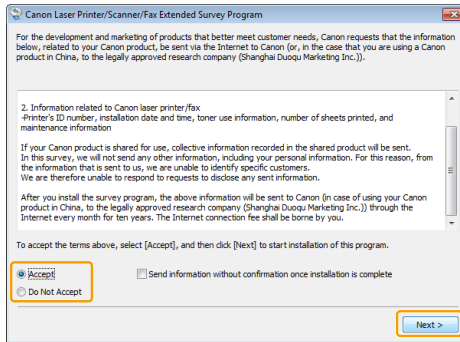 Canon Laser Printer/Scanner/Fax Extended Survey Program
For the development and marketing of products that better meet customer needs, Canon requests that the information
below, related to your Canon product, be sent via the Internet to Canon (or, in the case that you are using a Canon
product in China, to the legally approved research company (Shanghai Duoqu Marketing Inc.)).
2. Information related to Canon laser printer/fax
-Printer's ID number, installation date and time, toner use information, number of sheets printed, and
maintenance information
If your Canon product is shared for use, collective information recorded in the shared product will be sent.
In this survey, we will not send any other information, including your personal information. For this reason, from
the information that is sent to us, we are unable to identify specific customers.
We are therefore unable to respond to requests to disclose any sent information.
After you install the survey program, the above information will be sent to Canon (in case of using your Canon
product in China, to the legally approved research company (Shanghai Duoqu Marketing Inc.)) through the
Internet every month for ten years. The Internet connection fee shall be borne by you.
To accept the terms above, select [Accept], and then click [Next] to start installation of this program.
Accept
Send information without confirmation once installation is complete
Do Not Accept
Next >